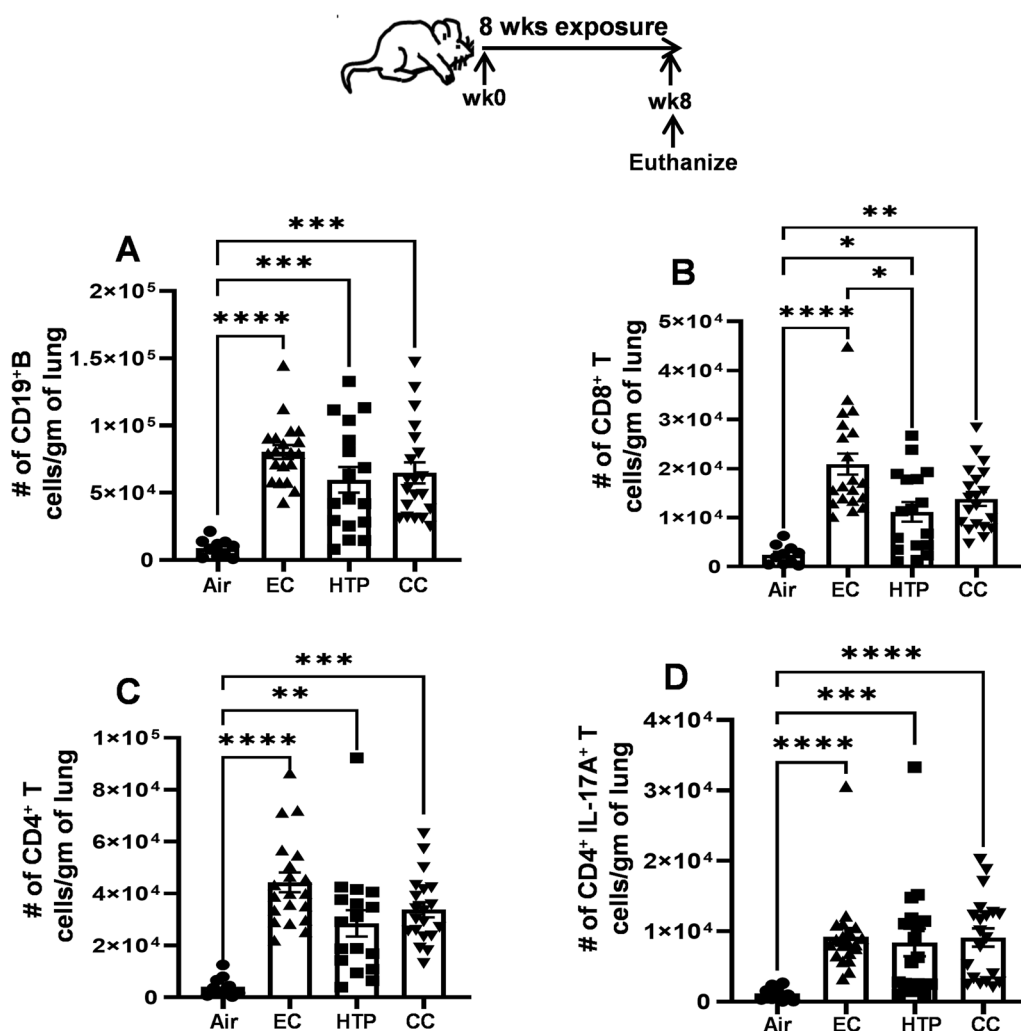 8 wks exposure
wk0
wk8
Euthanize
A
***
***
****
# of CD19⁺B
cells/gm of lung
2×10⁵
1.5×10⁵
1×10⁵
5×10⁴
0
Air EC HTP CC
B
**
*
*
****
# of CD8⁺ T
cells/gm of lung
5×10⁴
4×10⁴
3×10⁴
2×10⁴
1×10⁴
0
Air EC HTP CC
C
***
**
****
# of CD4⁺ T
cells/gm of lung
1×10⁵
8×10⁴
6×10⁴
4×10⁴
2×10⁴
0
Air EC HTP CC
D
****
***
****
# of CD4⁺ IL-17A⁺ T
cells/gm of lung
4×10⁴
3×10⁴
2×10⁴
1×10⁴
0
Air EC HTP CC